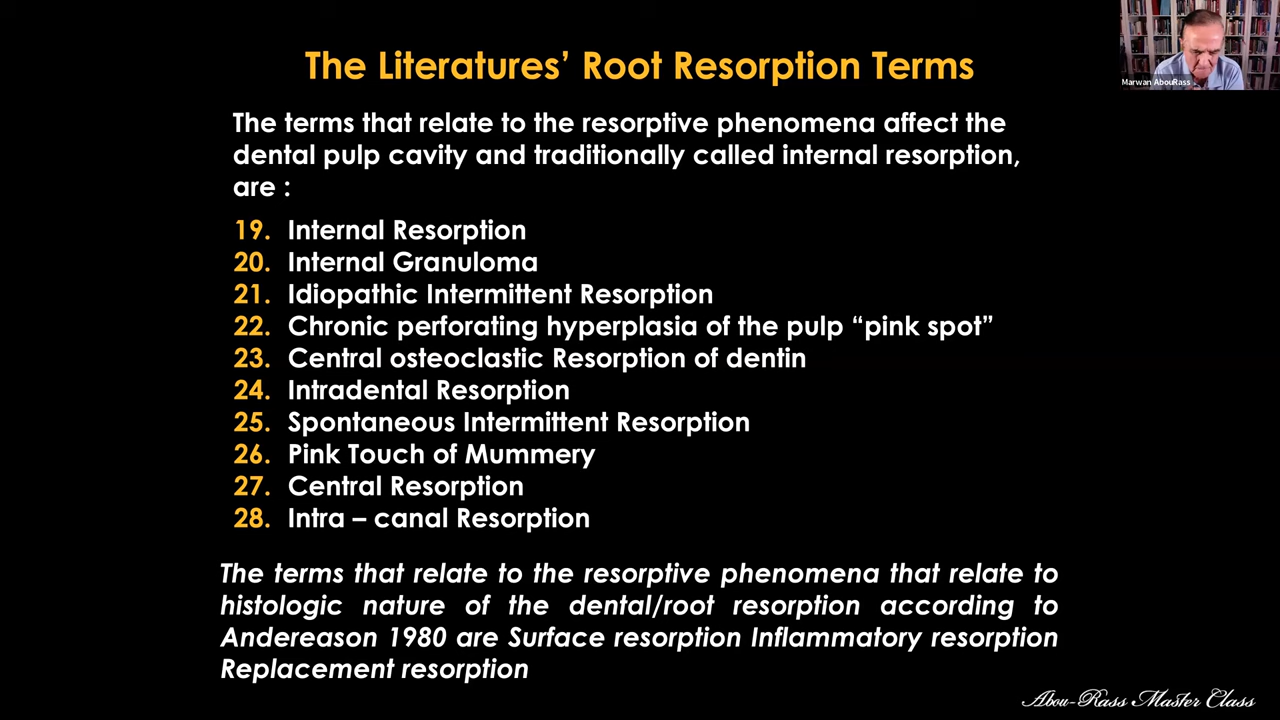 The Literatures’ Root Resorption Terms
Marwan AbouRass
The terms that relate to the resorptive phenomena affect the
dental pulp cavity and traditionally called internal resorption,
are :
19. Internal Resorption
20. Internal Granuloma
21. Idiopathic Intermittent Resorption
22. Chronic perforating hyperplasia of the pulp “pink spot”
23. Central osteoclastic Resorption of dentin
24. Intradental Resorption
25. Spontaneous Intermittent Resorption
26. Pink Touch of Mummery
27. Central Resorption
28. Intra – canal Resorption
The terms that relate to the resorptive phenomena that relate to
histologic nature of the dental/root resorption according to
Andereason 1980 are Surface resorption Inflammatory resorption
Replacement resorption
Abou-Rass Master Class